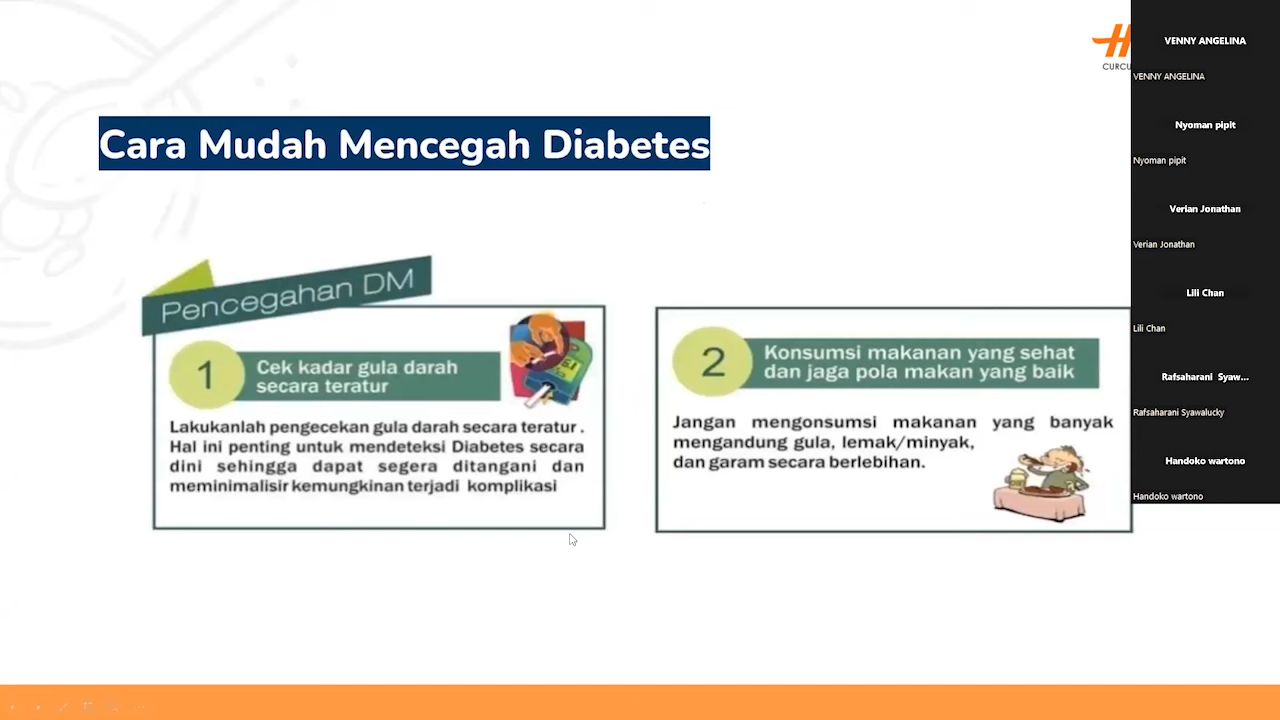 Cara Mudah Mencegah Diabetes
Pencegahan DM
1
Cek kadar gula darah
secara teratur
Lakukanlah pengecekan gula darah secara teratur .
Hal ini penting untuk mendeteksi Diabetes secara
dini sehingga dapat segera ditangani dan
meminimalisir kemungkinan terjadi komplikasi
2
Konsumsi makanan yang sehat
dan jaga pola makan yang baik
Jangan mengonsumsi makanan yang banyak
mengandung gula, lemak/minyak,
dan garam secara berlebihan.
H
CURCU
VENNY ANGELINA
VENNY ANGELINA
Nyoman pipit
Nyoman pipit
Verian Jonathan
Verian Jonathan
Lili Chan
Lili Chan
Rafsaharani Syaw...
Rafsaharani Syawalucky
Handoko wartono
Handoko wartono